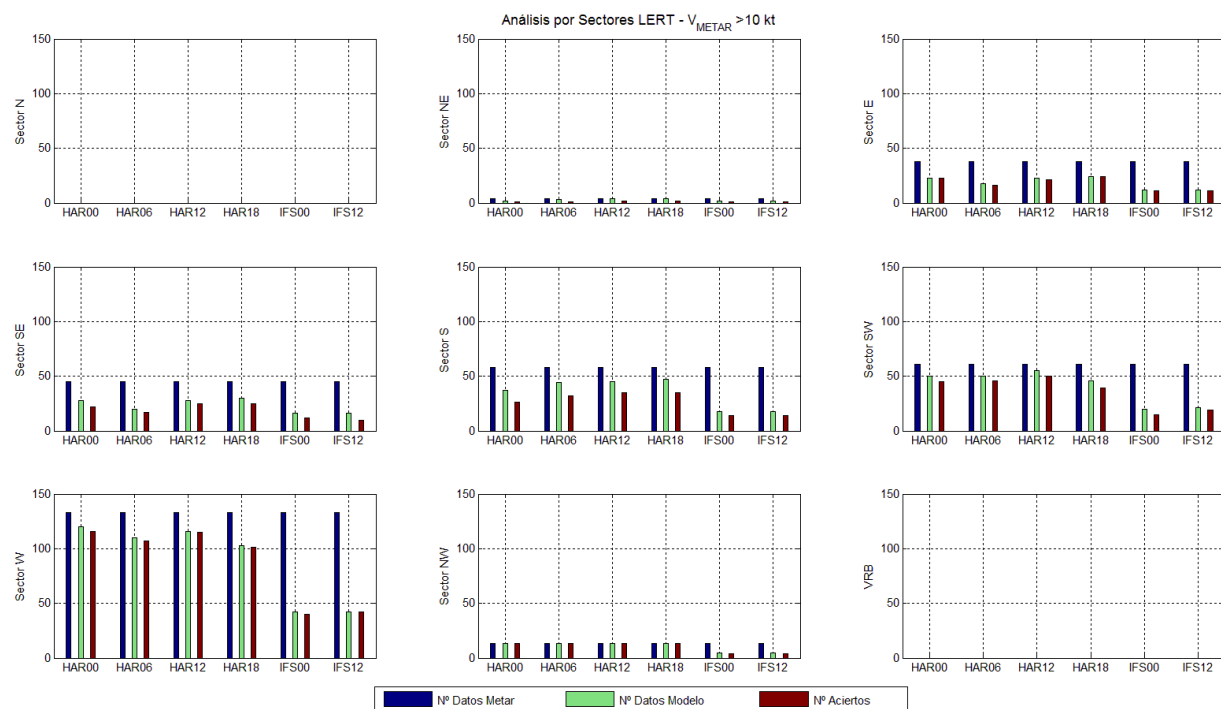 Análisis por Sectores LERT - V_METAR >10 kt
Sector N
150
100
50
0
HAR00 HAR06 HAR12 HAR18 IFS00 IFS12
Sector NE
150
100
50
0
HAR00 HAR06 HAR12 HAR18 IFS00 IFS12
Sector E
150
100
50
0
HAR00 HAR06 HAR12 HAR18 IFS00 IFS12
Sector SE
150
100
50
0
HAR00 HAR06 HAR12 HAR18 IFS00 IFS12
Sector S
150
100
50
0
HAR00 HAR06 HAR12 HAR18 IFS00 IFS12
Sector SW
150
100
50
0
HAR00 HAR06 HAR12 HAR18 IFS00 IFS12
Sector W
150
100
50
0
HAR00 HAR06 HAR12 HAR18 IFS00 IFS12
Sector NW
150
100
50
0
HAR00 HAR06 HAR12 HAR18 IFS00 IFS12
VRB
150
100
50
0
HAR00 HAR06 HAR12 HAR18 IFS00 IFS12
Nº Datos Metar Nº Datos Modelo Nº Aciertos